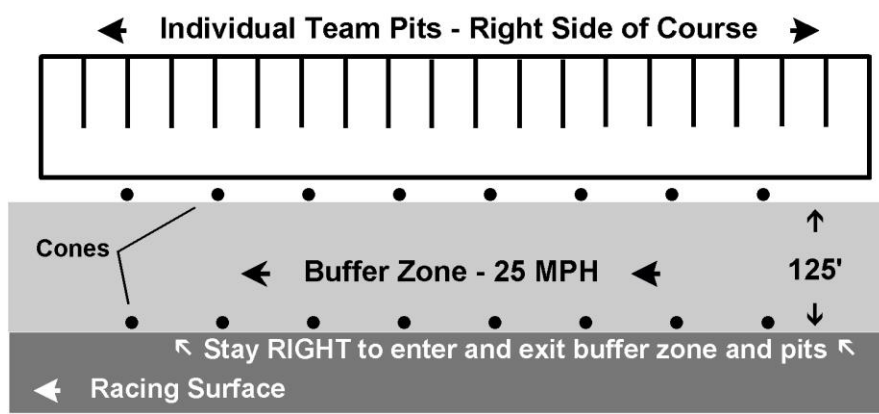 Individual Team Pits - Right Side of Course
Cones
Buffer Zone - 25 MPH
125'
Stay RIGHT to enter and exit buffer zone and pits
Racing Surface